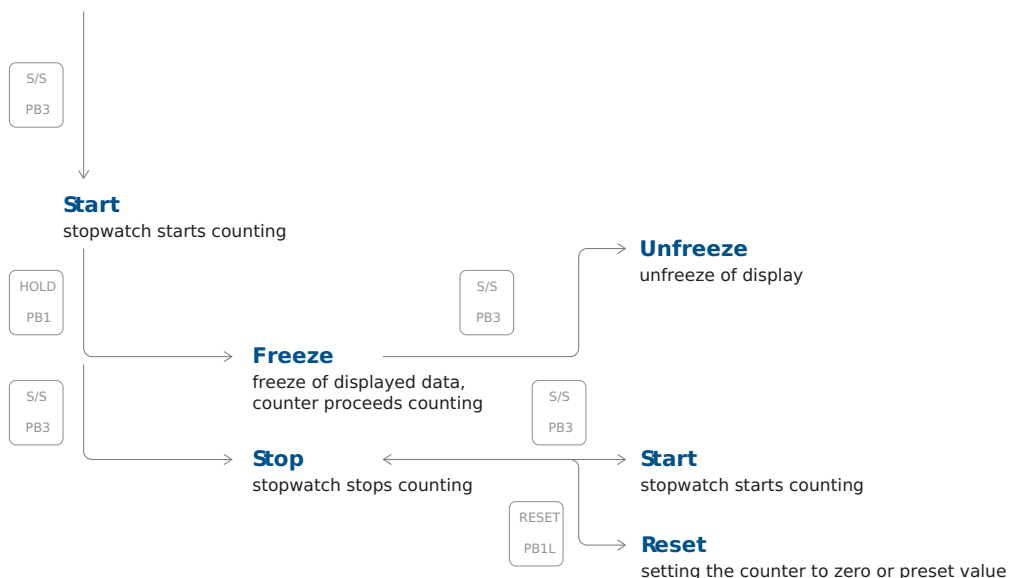 S/S
PB3
Start
stopwatch starts counting
HOLD
PB1
Unfreeze
unfreeze of display
S/S
PB3
Freeze
freeze of displayed data,
counter proceeds counting
S/S
PB3
S/S
PB3
Stop
stopwatch stops counting
Start
stopwatch starts counting
RESET
PB1L
Reset
setting the counter to zero or preset value